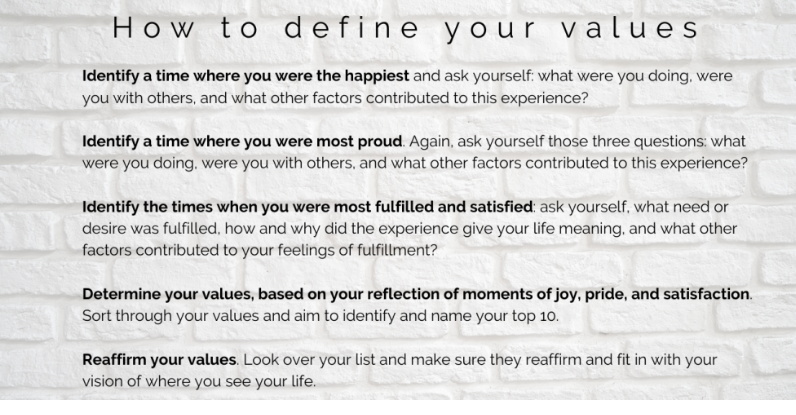 How to define your values
Identify a time where you were the happiest and ask yourself: what were you doing, were
you with others, and what other factors contributed to this experience?
Identify a time where you were most proud. Again, ask yourself those three questions: what
were you doing, were you with others, and what other factors contributed to this experience?
Identify the times when you were most fulfilled and satisfied: ask yourself, what need or
desire was fulfilled, how and why did the experience give your life meaning, and what other
factors contributed to your feelings of fulfillment?
Determine your values, based on your reflection of moments of joy, pride, and satisfaction.
Sort through your values and aim to identify and name your top 10.
Reaffirm your values. Look over your list and make sure they reaffirm and fit in with your
vision of where you see your life.